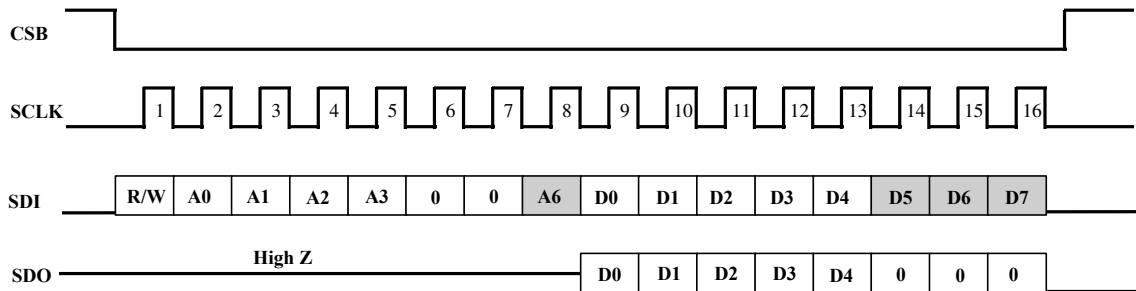 CSB
SCLK 1 2 3 4 5 6 7 8 9 10 11 12 13 14 15 16
SDI R/W A0 A1 A2 A3 0 0 A6 D0 D1 D2 D3 D4 D5 D6 D7
High Z
SDO D0 D1 D2 D3 D4 0 0 0